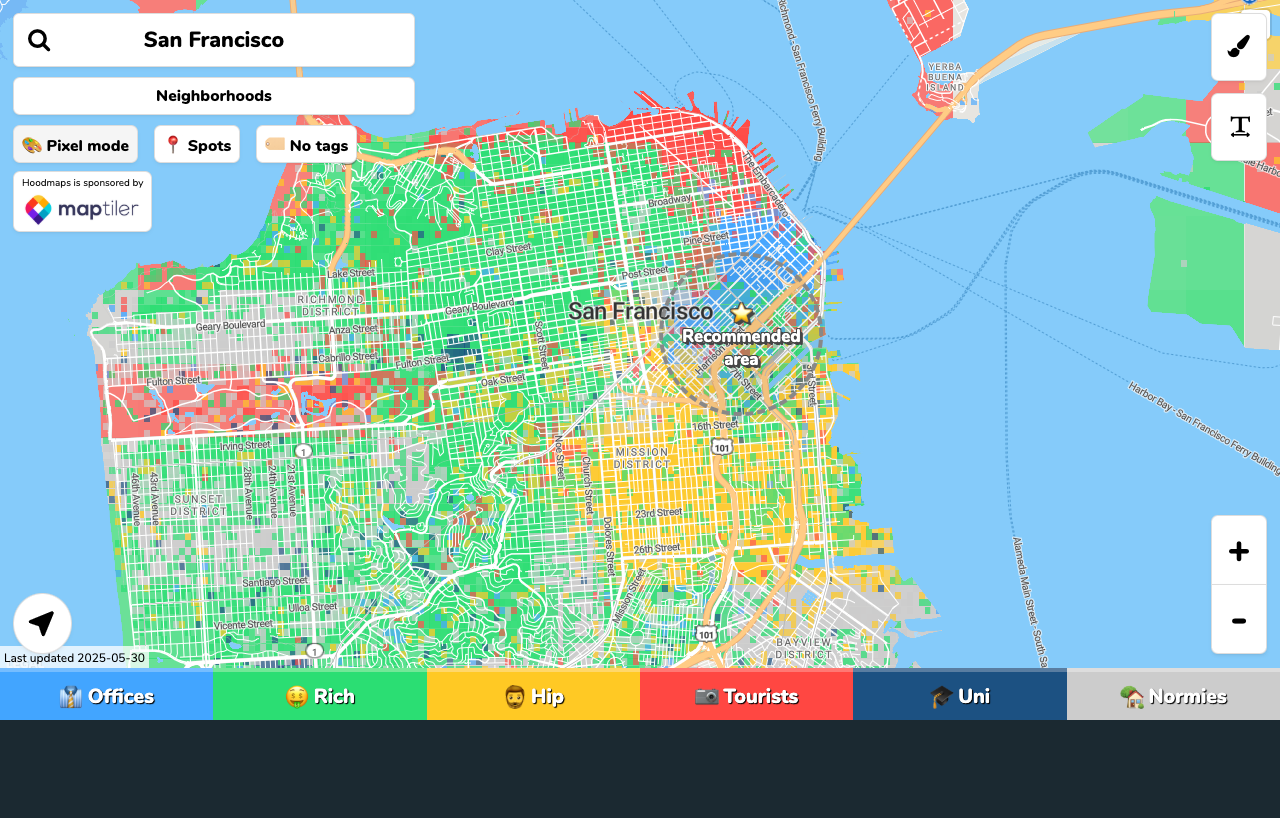 San Francisco
Neighborhoods
🎨 Pixel mode
📍 Spots
🏷️ No tags
Hoodmaps is sponsored by
maptiler
YERBA
BUENA
ISLAND
Richmond - San Francisco Ferry Building
The Embarcadero
Broadway
Pine Street
Clay Street
Post Street
Lake Street
RICHMOND
DISTRICT
Geary Boulevard
Geary Boulevard
Anza Street
San Francisco
Recommended
area
Scott Street
Cabrillo Street
Fulton Street
Fulton Street
Oak Street
Harbor Bay - San Francisco Ferry Building
16th Street
Irving Street
1
101
MISSION
DISTRICT
Noe Street
Church Street
46th Avenue
43rd Avenue
28th Avenue
24th Avenue
21st Avenue
SUNSET
DISTRICT
23rd Street
Dolores Street
26th Street
Mission Street
Santiago Street
Ulloa Street
Vicente Street
1
101
BAYVIEW
DISTRICT
Alameda Main Street - South Sa
Last updated 2025-05-30
👔 Offices
🤑 Rich
🧔 Hip
📷 Tourists
🎓 Uni
🏡 Normies